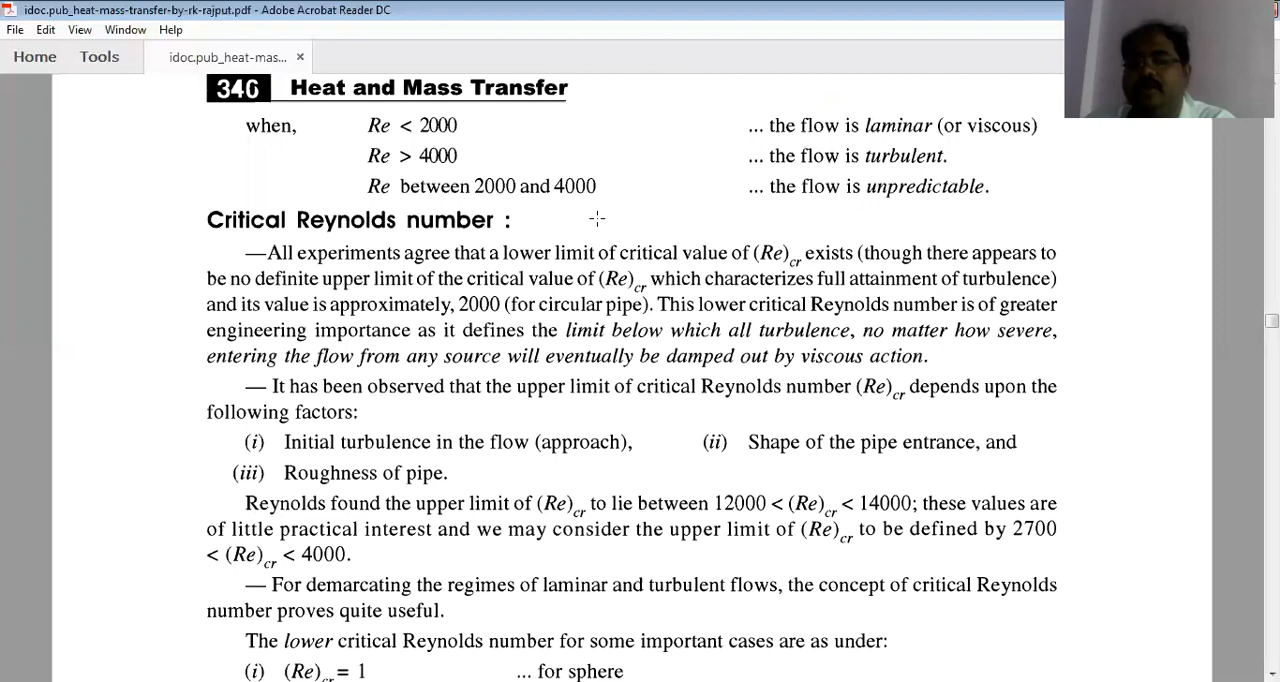 idoc.pub_heat-mass-transfer-by-rk-rajput.pdf - Adobe Acrobat Reader DC
File Edit View Window Help
Home Tools idoc.pub_heat-mas... ×
346 Heat and Mass Transfer
when, Re < 2000 ... the flow is laminar (or viscous)
Re > 4000 ... the flow is turbulent.
Re between 2000 and 4000 ... the flow is unpredictable.
Critical Reynolds number :
—All experiments agree that a lower limit of critical value of (Re)cr exists (though there appears to
be no definite upper limit of the critical value of (Re)cr which characterizes full attainment of turbulence)
and its value is approximately, 2000 (for circular pipe). This lower critical Reynolds number is of greater
engineering importance as it defines the limit below which all turbulence, no matter how severe,
entering the flow from any source will eventually be damped out by viscous action.
— It has been observed that the upper limit of critical Reynolds number (Re)cr depends upon the
following factors:
(i) Initial turbulence in the flow (approach), (ii) Shape of the pipe entrance, and
(iii) Roughness of pipe.
Reynolds found the upper limit of (Re)cr to lie between 12000 < (Re)cr < 14000; these values are
of little practical interest and we may consider the upper limit of (Re)cr to be defined by 2700
< (Re)cr < 4000.
— For demarcating the regimes of laminar and turbulent flows, the concept of critical Reynolds
number proves quite useful.
The lower critical Reynolds number for some important cases are as under:
(i) (Re)cr = 1 ... for sphere